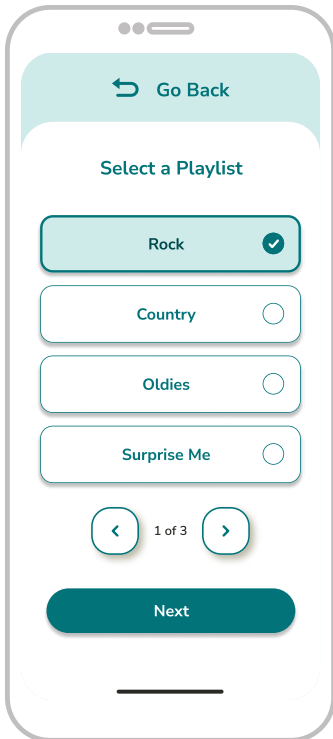 Go Back
Select a Playlist
Rock
Country
Oldies
Surprise Me
1 of 3
Next